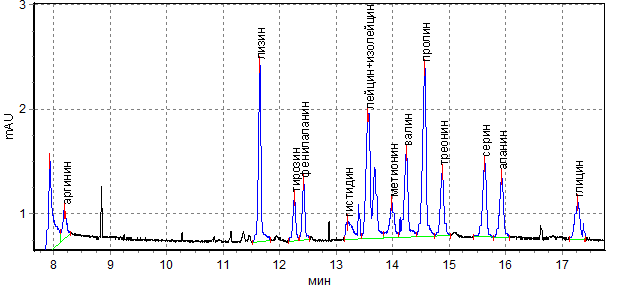 3
2
1
mAU
аргинин
лизин
тирозин
фенилаланин
гистидин
лейцин+изолейцин
метионин
валин
пролин
треонин
серин
аланин
глицин
8 9 10 11 12 13 14 15 16 17
мин